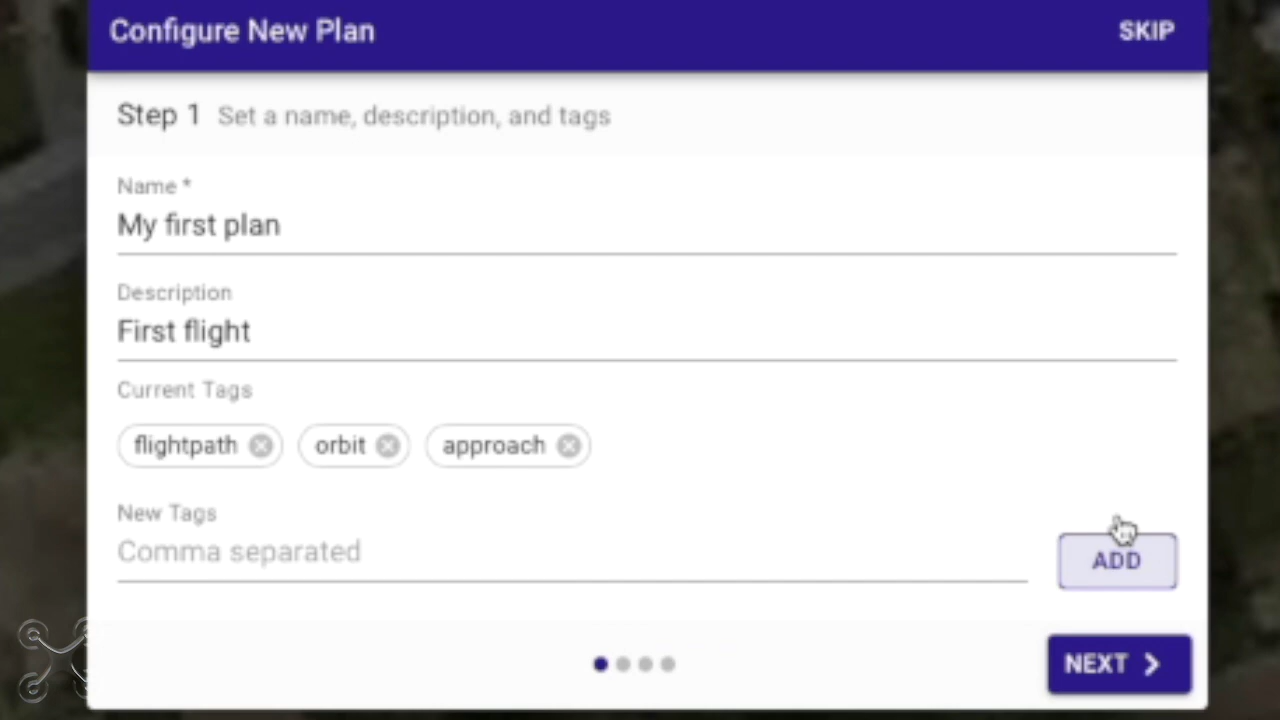 Configure New Plan SKIP
Step 1 Set a name, description, and tags
Name *
My first plan
Description
First flight
Current Tags
flightpath orbit approach
New Tags
Comma separated
ADD
NEXT